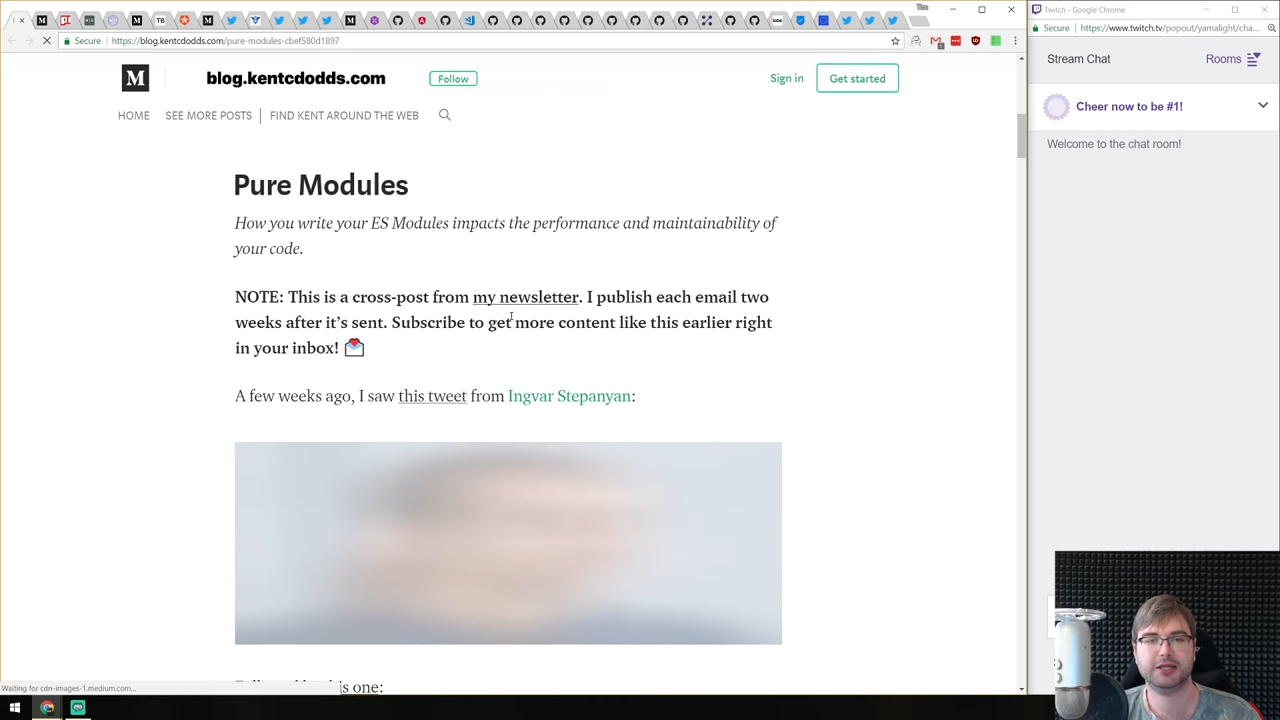 Tim
Twitch - Google Chrome
Secure
https://blog.kentcdodds.com/pure-modules-cbef580d1897
Secure
https://www.twitch.tv/popout/yamalight/cha...
M
blog.kentcdodds.com
Follow
Sign in
Get started
Stream Chat
Rooms
Cheer now to be #1!
HOME
SEE MORE POSTS
FIND KENT AROUND THE WEB
Welcome to the chat room!
Pure Modules
How you write your ES Modules impacts the performance and maintainability of
your code.
NOTE: This is a cross-post from my newsletter. I publish each email two
weeks after it’s sent. Subscribe to get more content like this earlier right
in your inbox!
A few weeks ago, I saw this tweet from Ingvar Stepanyan:
Waiting for cdn-images-1.medium.com...